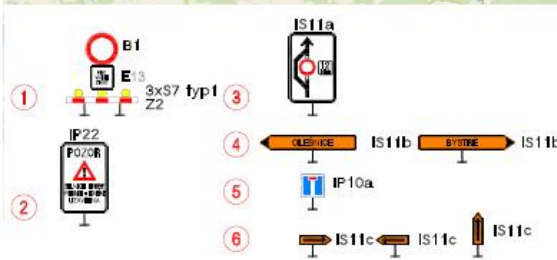 B1
E13
3xS7 typ1
Z2
1
IP22
POZOR
2
IS11a
3
4
OLEŠNICE
IS11b
BYSTRÉ
IS11b
5
IP10a
6
IS11c
IS11c
IS11c